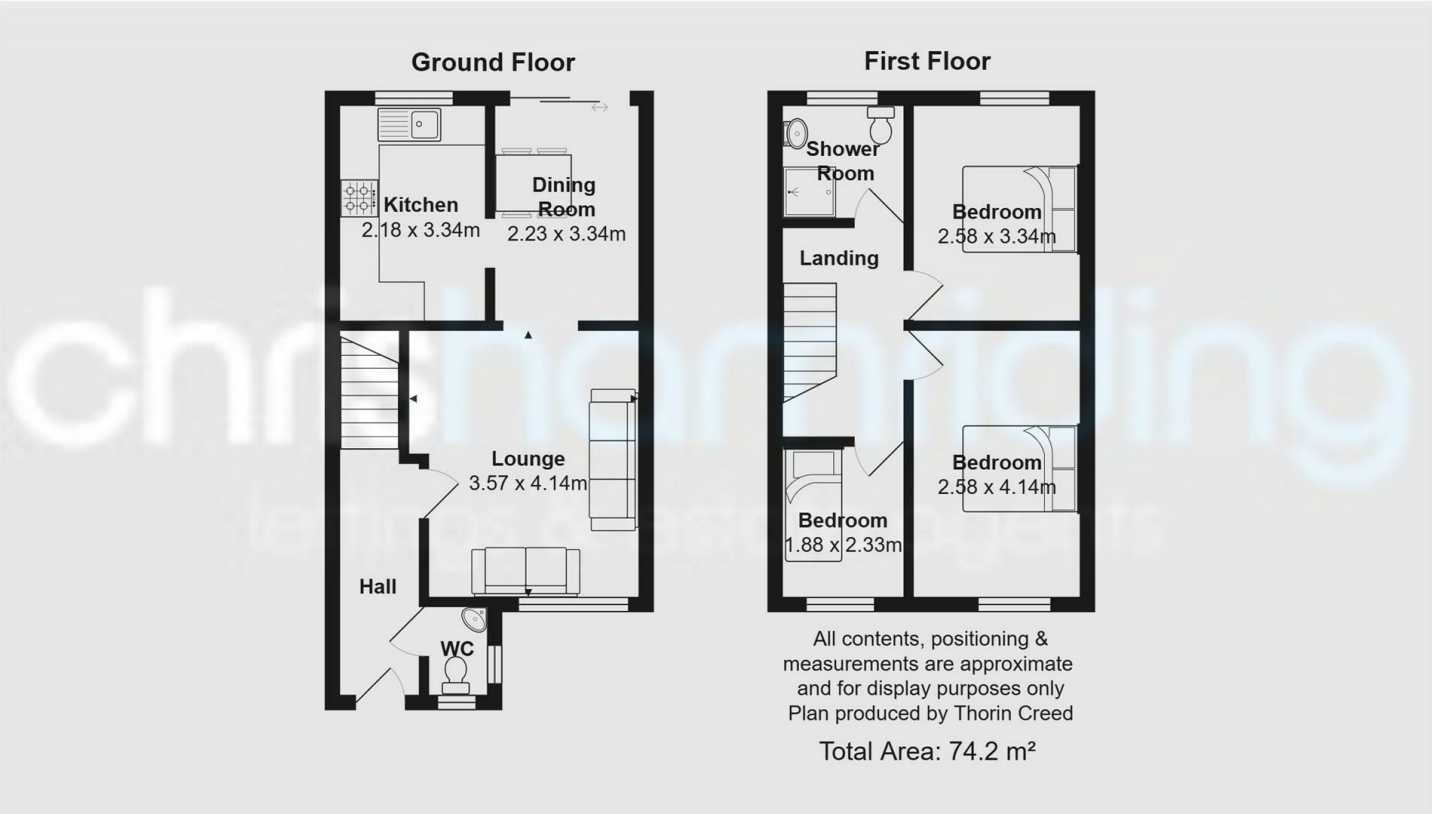 Ground Floor
Kitchen
2.18 x 3.34m
Dining
Room
2.23 x 3.34m
Lounge
3.57 x 4.14m
Hall
WC
First Floor
Shower
Room
Landing
Bedroom
2.58 x 3.34m
Bedroom
2.58 x 4.14m
Bedroom
1.88 x 2.33m
All contents, positioning &
measurements are approximate
and for display purposes only
Plan produced by Thorin Creed
Total Area: 74.2 m²
chrishamriding
lettings & estate agents